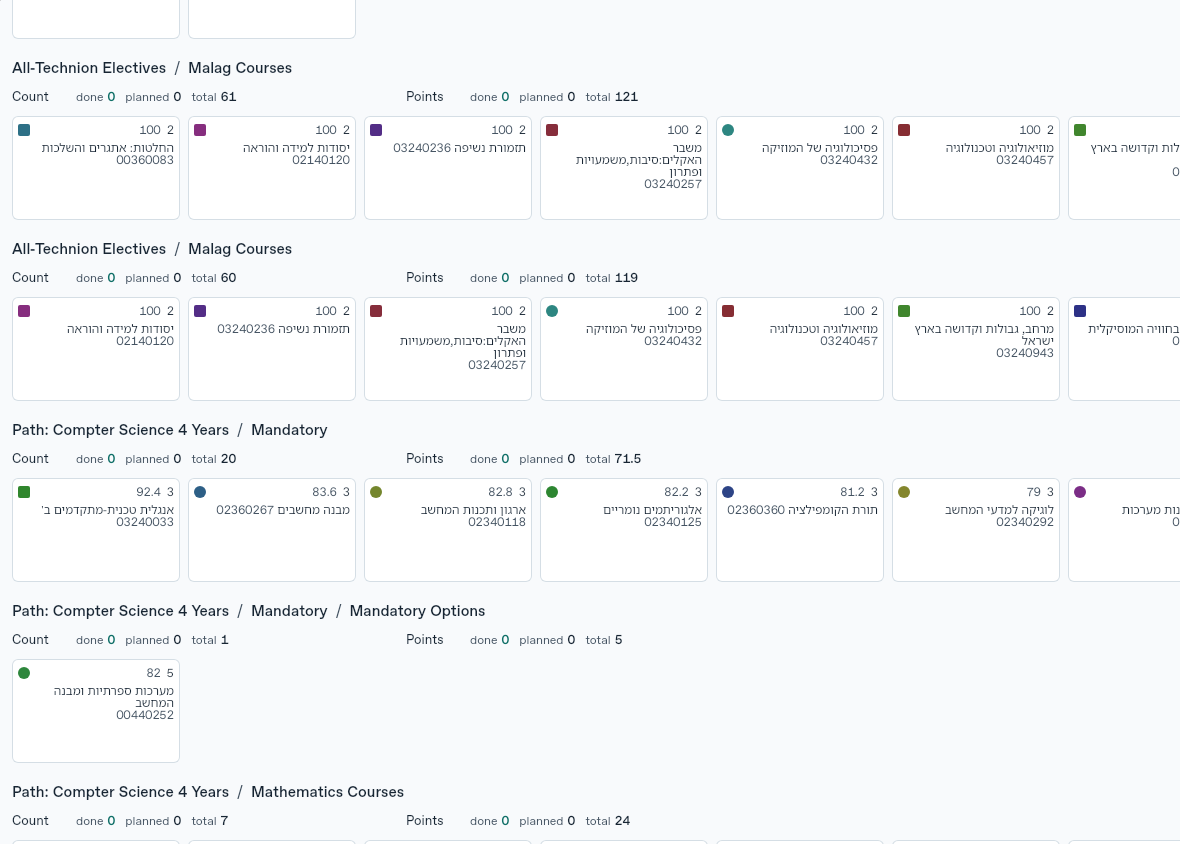 All-Technion Electives / Malag Courses
Count done 0 planned 0 total 61 Points done 0 planned 0 total 121
100 2
החלטות: אתגרים והשלכות
00360083
100 2
יסודות למידה והוראה
02140120
100 2
תזמורת נשיפה 03240236
100 2
משבר
האקלים:סיבות,משמעויות
ופתרון
03240257
100 2
פסיכולוגיה של המוזיקה
03240432
100 2
מוזיאולוגיה וטכנולוגיה
03240457
וקדושה בארץ
All-Technion Electives / Malag Courses
Count done 0 planned 0 total 60 Points done 0 planned 0 total 119
100 2
יסודות למידה והוראה
02140120
100 2
תזמורת נשיפה 03240236
100 2
משבר
האקלים:סיבות,משמעויות
ופתרון
03240257
100 2
פסיכולוגיה של המוזיקה
03240432
100 2
מוזיאולוגיה וטכנולוגיה
03240457
100 2
מרחב, גבולות וקדושה בארץ
ישראל
03240943
בחוויה המוסיקלית
Path: Compter Science 4 Years / Mandatory
Count done 0 planned 0 total 20 Points done 0 planned 0 total 71.5
92.4 3
אנגלית טכנית-מתקדמים ב'
03240033
83.6 3
מבנה מחשבים 02360267
82.8 3
ארגון ותכנות המחשב
02340118
82.2 3
אלגוריתמים נומריים
02340125
81.2 3
תורת הקומפילציה 02360360
79 3
לוגיקה למדעי המחשב
02340292
מערכות
Path: Compter Science 4 Years / Mandatory / Mandatory Options
Count done 0 planned 0 total 1 Points done 0 planned 0 total 5
82 5
מערכות ספרתיות ומבנה
המחשב
00440252
Path: Compter Science 4 Years / Mathematics Courses
Count done 0 planned 0 total 7 Points done 0 planned 0 total 24